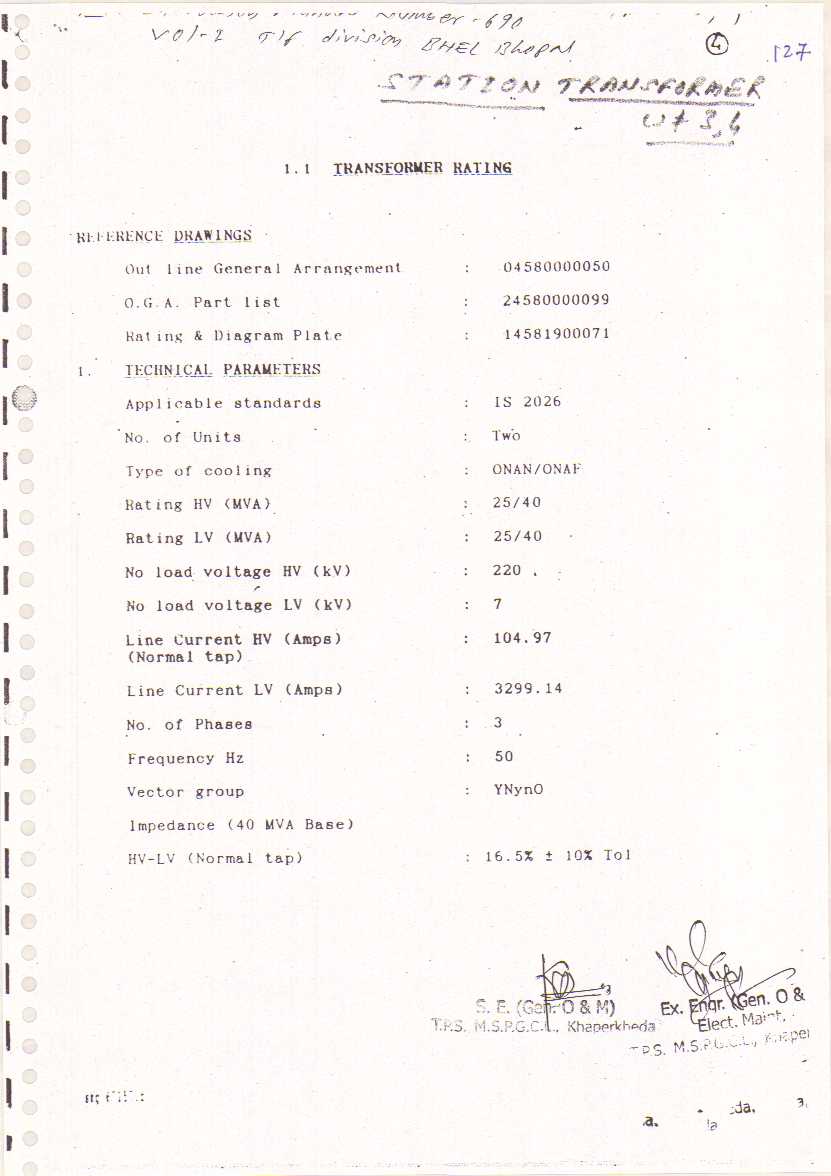 Number - 690
Vol-I T/f division BHEL Bhopal
4
127
STATION TRANSFORMER
U# 3,4
1.1 TRANSFORMER RATING
REFERENCE DRAWINGS
Out line General Arrangement : 04580000050
O.G.A. Part list : 24580000099
Rating & Diagram Plate : 14581900071
1. TECHNICAL PARAMETERS
Applicable standards : IS 2026
No. of Units : Two
Type of cooling : ONAN/ONAF
Rating HV (MVA) : 25/40
Rating LV (MVA) : 25/40
No load voltage HV (kV) : 220
No load voltage LV (kV) : 7
Line Current HV (Amps) : 104.97
(Normal tap)
Line Current LV (Amps) : 3299.14
No. of Phases : 3
Frequency Hz : 50
Vector group : YNyn0
Impedance (40 MVA Base)
HV-LV (Normal tap) : 16.5% ± 10% Tol
S. E. (Gen. O & M)
T.P.S. M.S.P.G.C.L., Khaperkheda
Ex. Engr. (Gen. O &
Elect. Maint.
T.P.S. M.S.P.G.C.L., Khaper